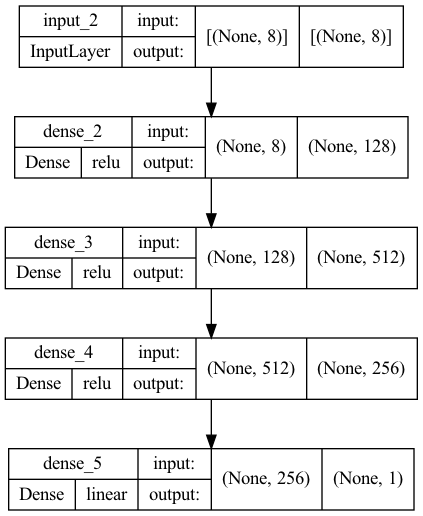 input_2 input: [(None, 8)] [(None, 8)]
InputLayer output:
dense_2 input: (None, 8) (None, 128)
Dense relu output:
dense_3 input: (None, 128) (None, 512)
Dense relu output:
dense_4 input: (None, 512) (None, 256)
Dense relu output:
dense_5 input: (None, 256) (None, 1)
Dense linear output: